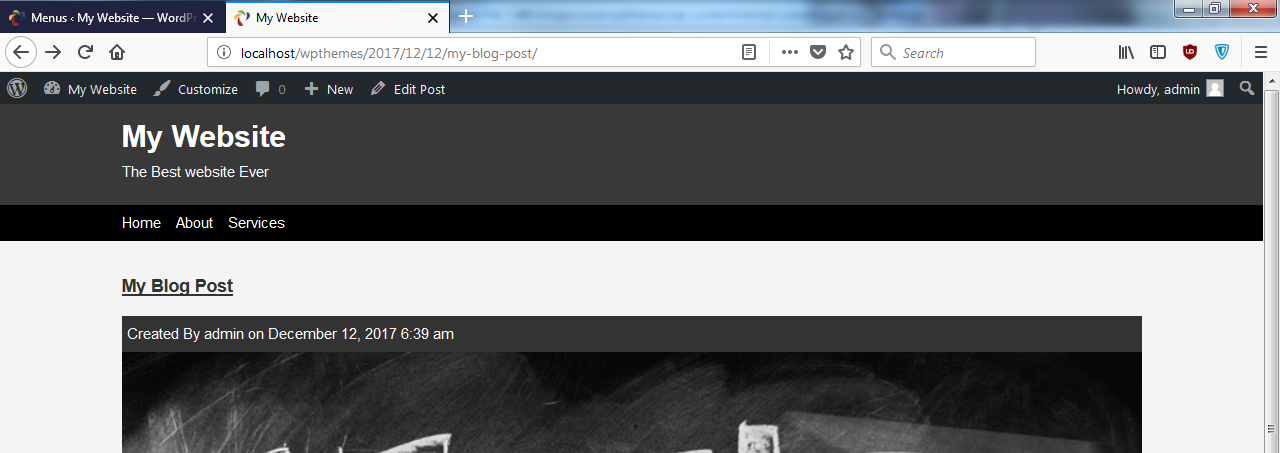 Menus ‹ My Website — WordPr
My Website
localhost/wpthemes/2017/12/12/my-blog-post/
Search
My Website
Customize
0
New
Edit Post
Howdy, admin
My Website
The Best website Ever
Home
About
Services
My Blog Post
Created By admin on December 12, 2017 6:39 am